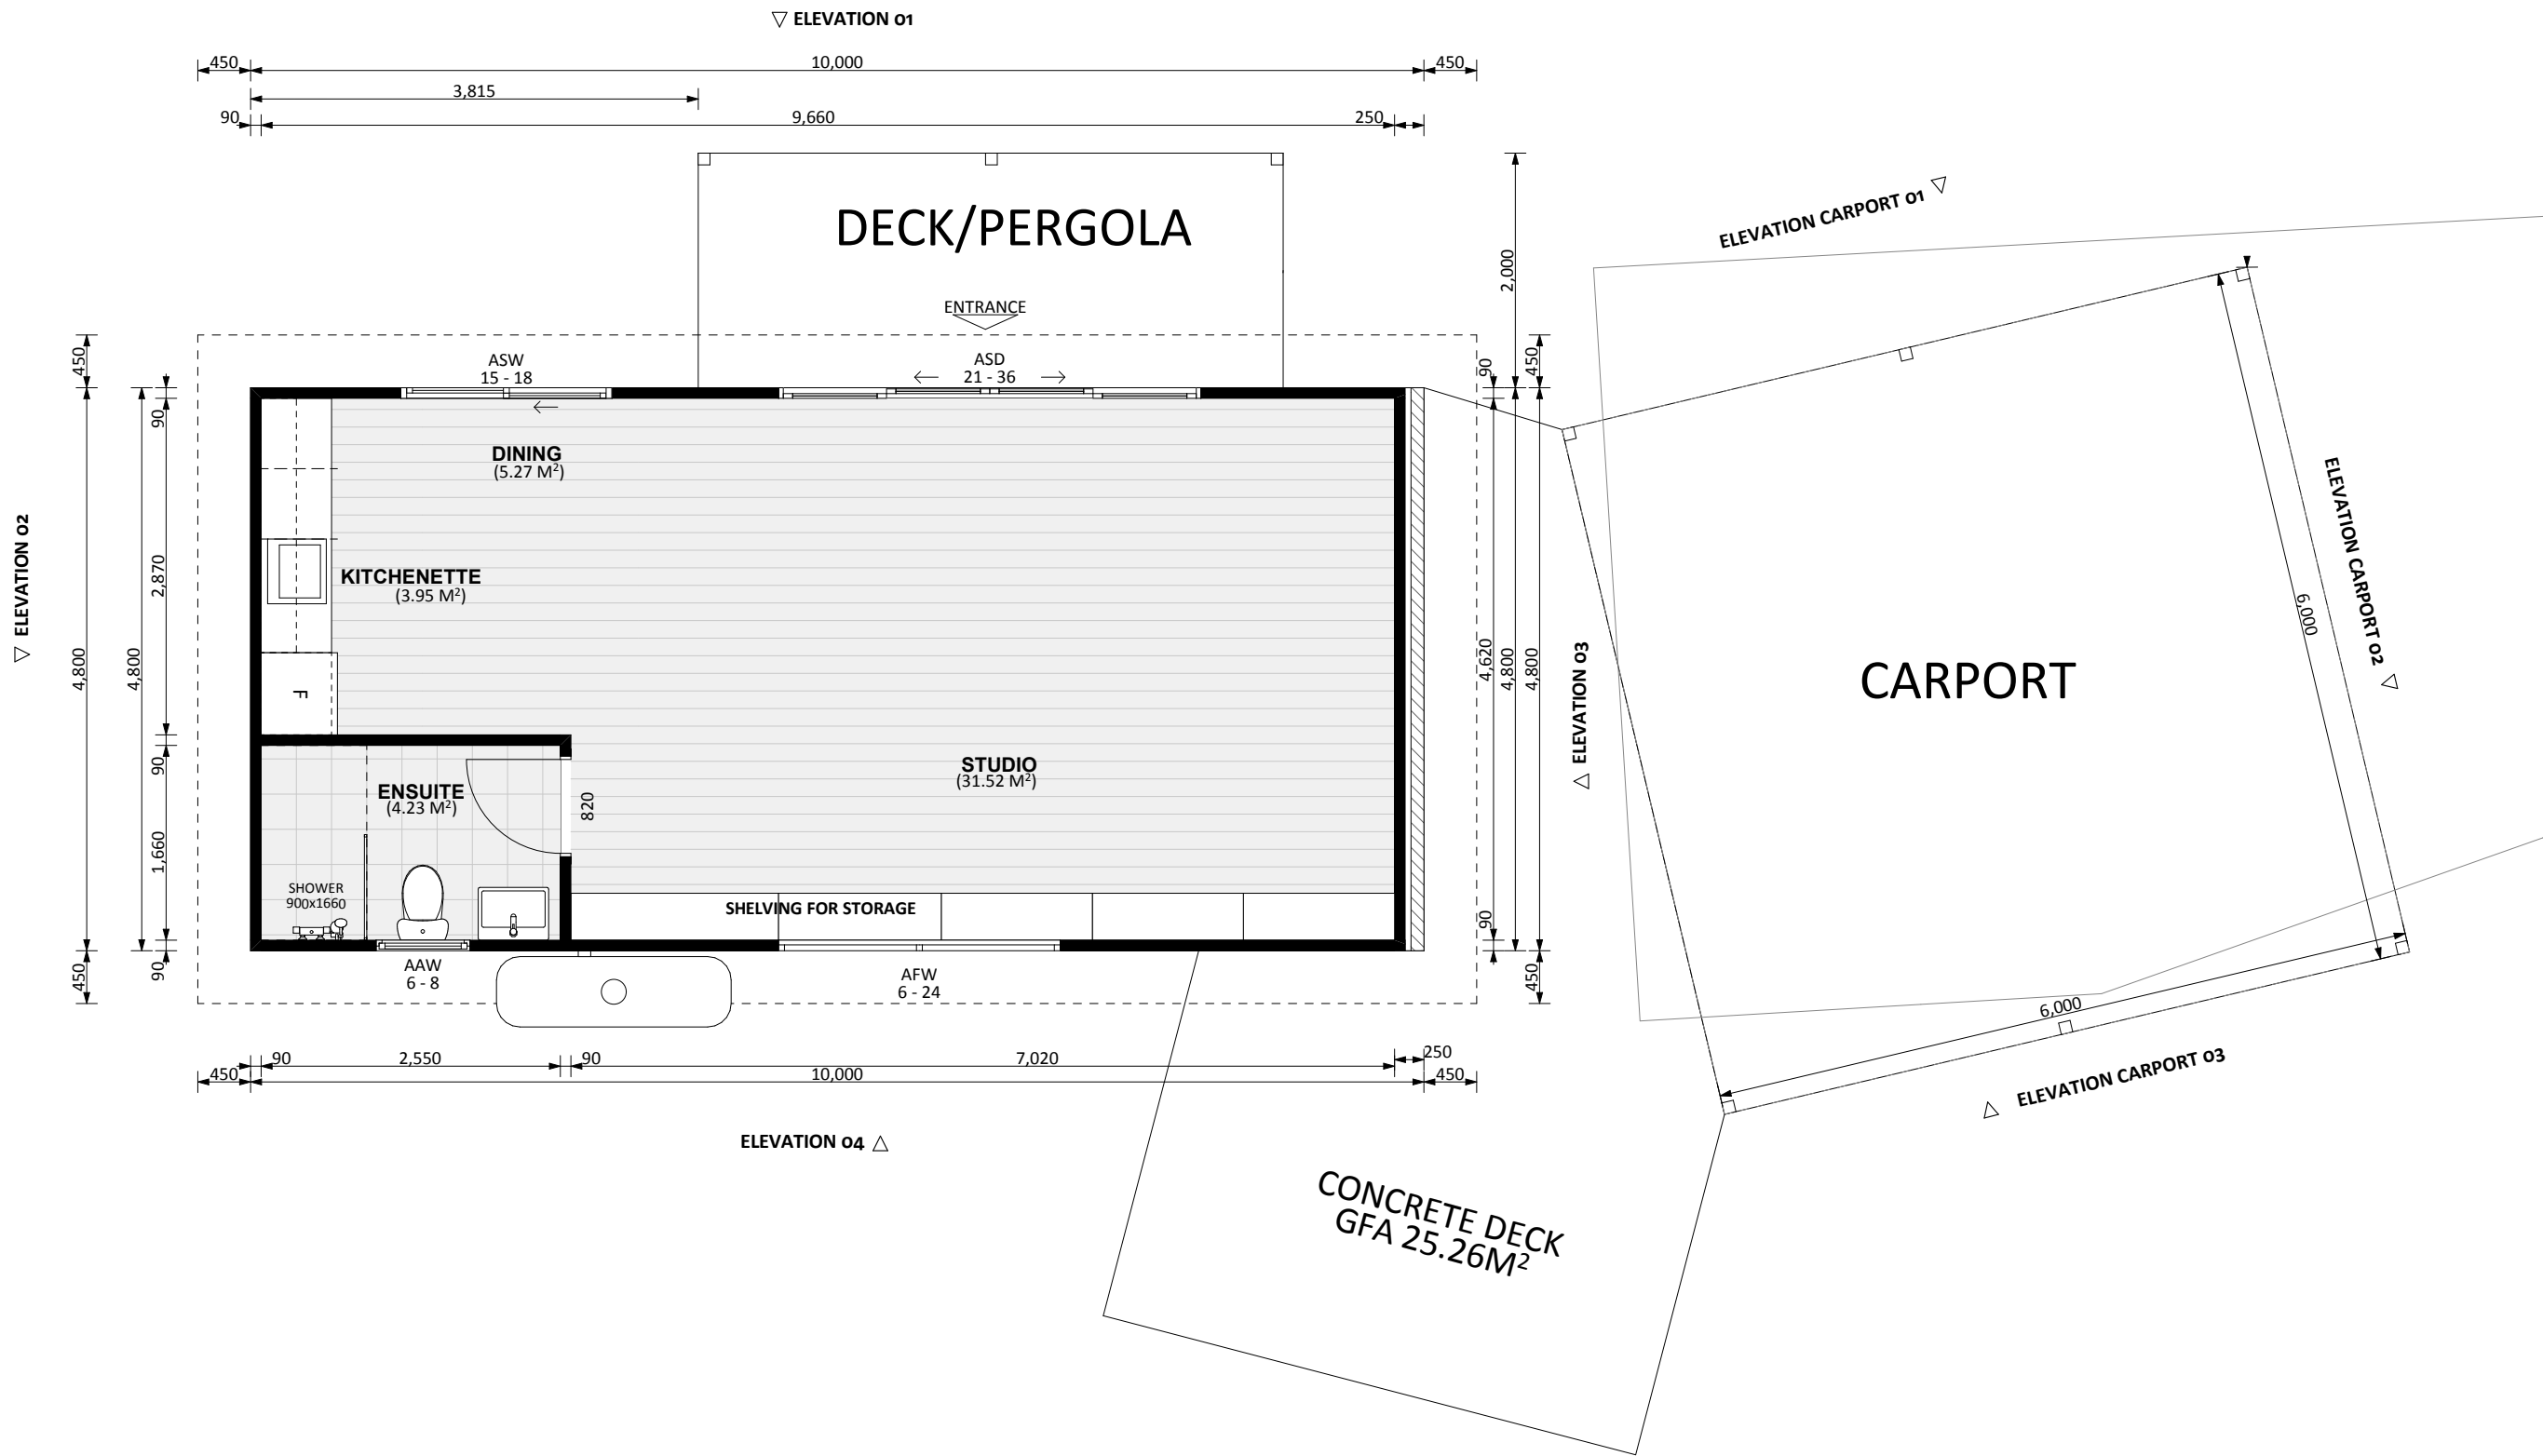 ▽ ELEVATION 01
450
10,000
450
3,815
90
9,660
250
DECK/PERGOLA
ENTRANCE
2,000
ELEVATION CARPORT 01
ASW
15 - 18
ASD
21 - 36
450
90
90
450
DINING
(5.27 M²)
KITCHENETTE
(3.95 M²)
F
ELEVATION 02
4,800
4,800
2,870
90
1,660
90
450
STUDIO
(31.52 M²)
ENSUITE
(4.23 M²)
820
SHOWER
900x1660
SHELVING FOR STORAGE
4,620
4,800
4,800
90
450
ELEVATION 03
CARPORT
6,000
ELEVATION CARPORT 02
AAW
6 - 8
AFW
6 - 24
6,000
ELEVATION CARPORT 03
90
2,550
90
7,020
250
450
10,000
450
ELEVATION 04 △
CONCRETE DECK
GFA 25.26M²